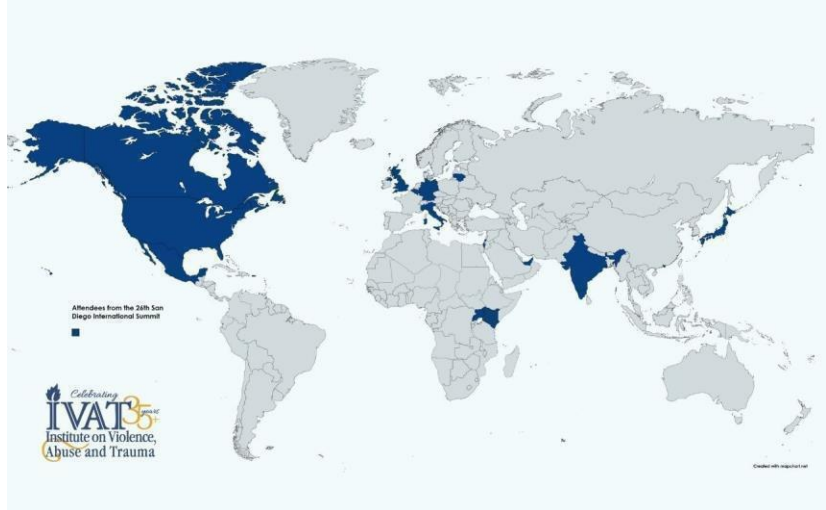 Attendees from the 26th San
Diego International Summit
Celebrating
IVAT 35+ years
Institute on Violence,
Abuse and Trauma
Created with mapchart.net